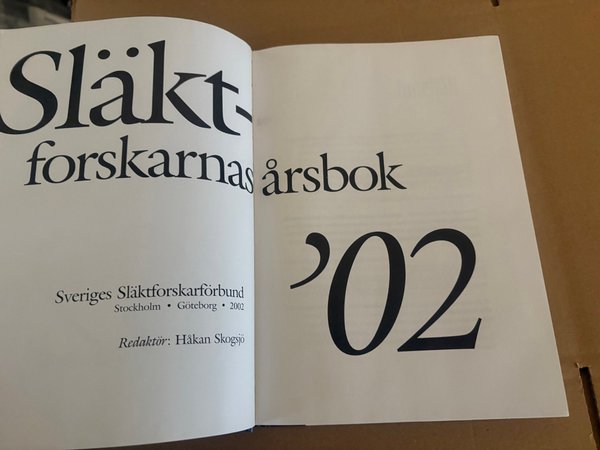 Släkt-
forskarnas årsbok
’02
Sveriges Släktforskarförbund
Stockholm • Göteborg • 2002
Redaktör: Håkan Skogsjö